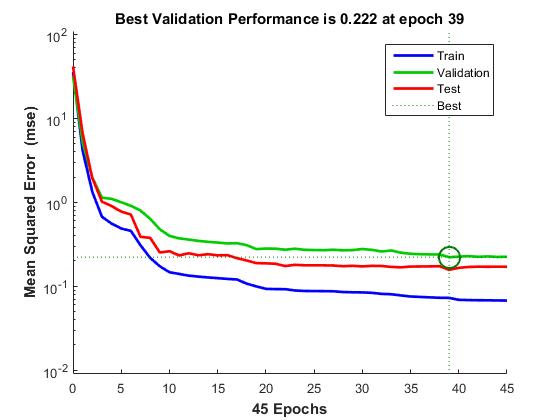 Best Validation Performance is 0.222 at epoch 39
Mean Squared Error (mse)
10^2
10^1
10^0
10^-1
10^-2
Train
Validation
Test
Best
0 5 10 15 20 25 30 35 40 45
45 Epochs